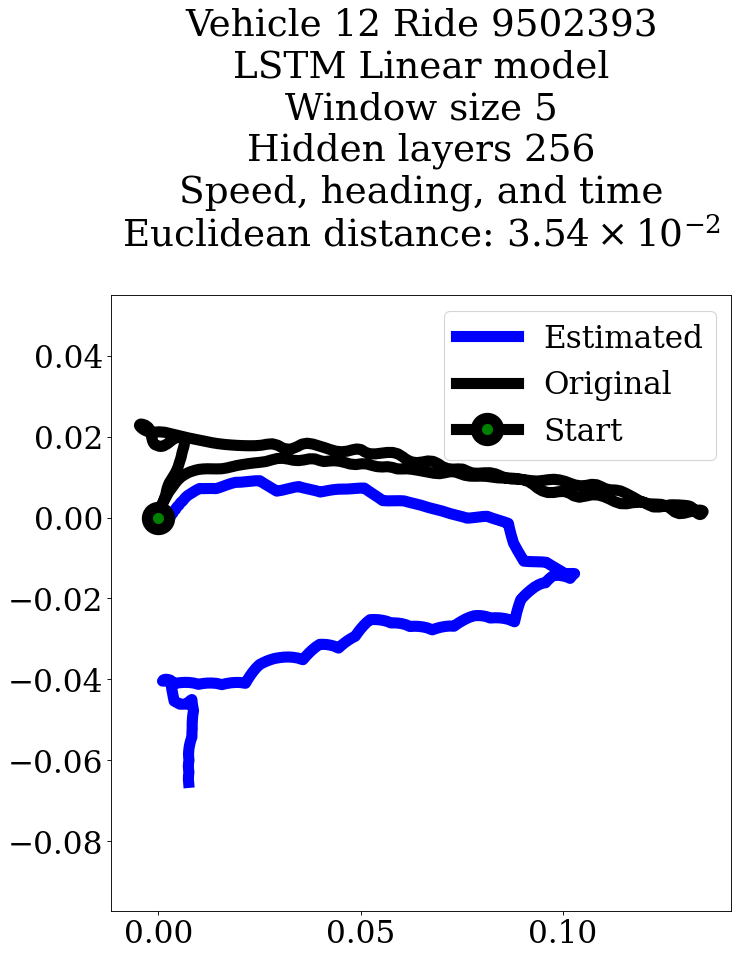 Vehicle 12 Ride 9502393
LSTM Linear model
Window size 5
Hidden layers 256
Speed, heading, and time
Euclidean distance: 3.54 × 10⁻²
Estimated
Original
Start
0.04
0.02
0.00
−0.02
−0.04
−0.06
−0.08
0.00 0.05 0.10